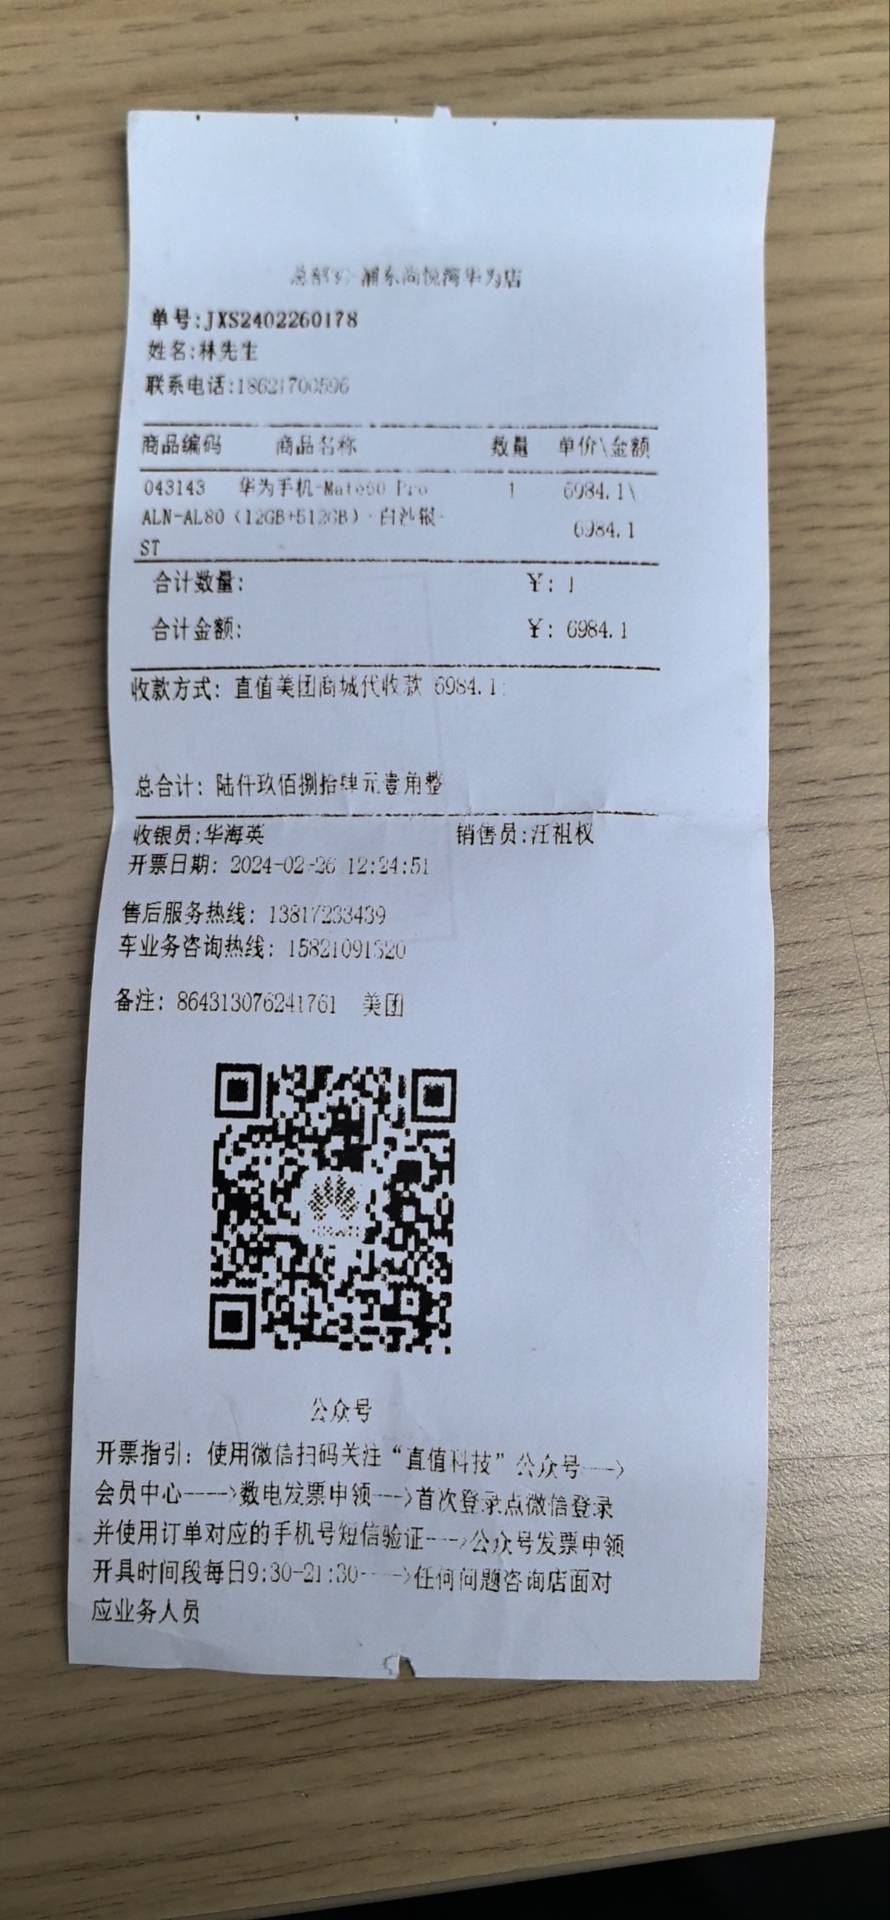 浦东尚悦湾华为店
单号:JXS2402260178
姓名:林先生
联系电话:18621700596
商品编码 商品名称 数量 单价\金额
043143 华为手机-Mate60 Pro 1 6984.1\
ALN-AL80（12GB+512GB）-白沙银- 6984.1
ST
合计数量: ¥: 1
合计金额: ¥: 6984.1
收款方式: 直值美团商城代收款 6984.1;
总合计: 陆仟玖佰捌拾肆元壹角整
收银员:华海英 销售员:汪祖权
开票日期: 2024-02-26 12:24:51
售后服务热线: 13817233439
车业务咨询热线: 15821091320
备注: 864313076241761 美团
公众号
开票指引: 使用微信扫码关注“直值科技”公众号--->
会员中心---->数电发票申领---->首次登录点微信登录
并使用订单对应的手机号短信验证---->公众号发票申领
开具时间段每日9:30-21:30---->任何问题咨询店面对
应业务人员